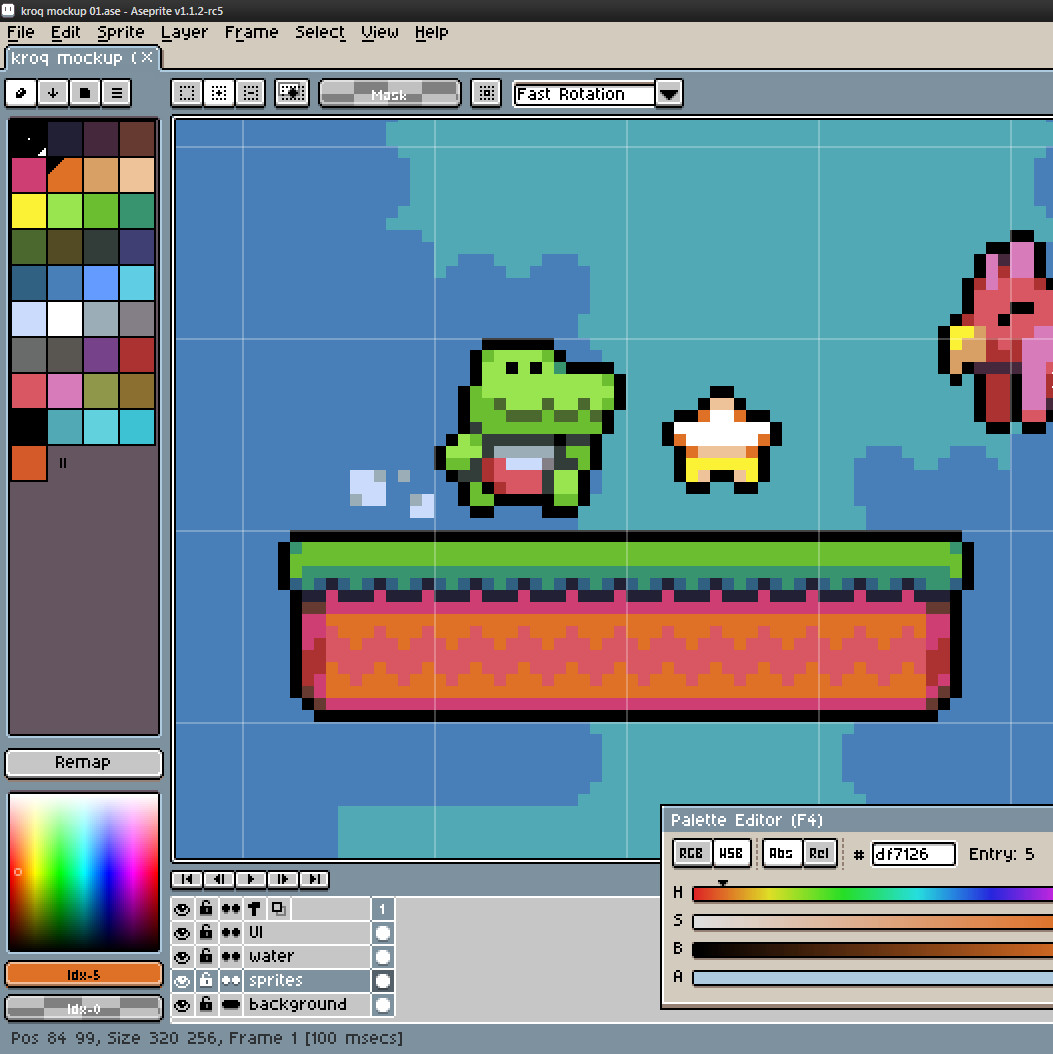 kroq mockup 01.ase - Aseprite v1.1.2-rc5
File Edit Sprite Layer Frame Select View Help
kroq mockup (
Mask
Fast Rotation
Remap
Palette Editor (F4)
RGB HSB Abs Rel # df7126 Entry: 5
H
S
B
A
1
UI
water
sprites
background
Idx-5
Idx-0
Pos 84 99, Size 320 256, Frame 1 [100 msecs]